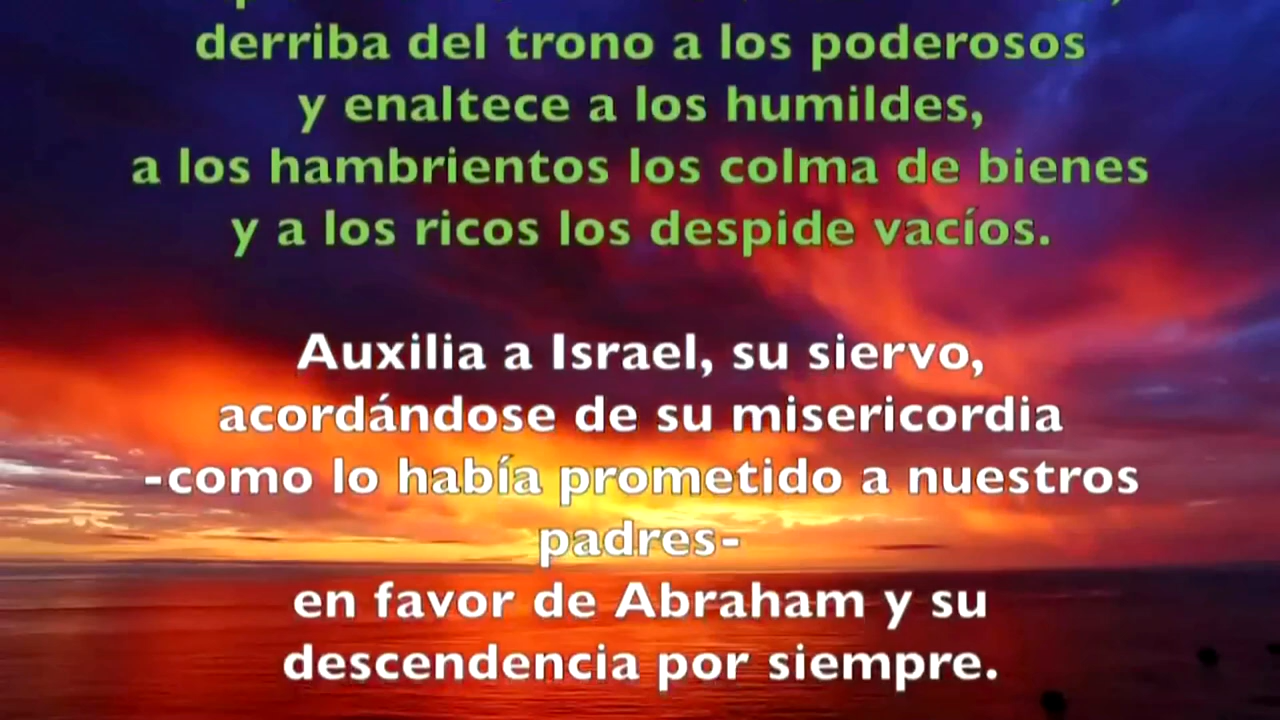 derriba del trono a los poderosos
y enaltece a los humildes,
a los hambrientos los colma de bienes
y a los ricos los despide vacíos.
Auxilia a Israel, su siervo,
acordándose de su misericordia
-como lo había prometido a nuestros
padres-
en favor de Abraham y su
descendencia por siempre.